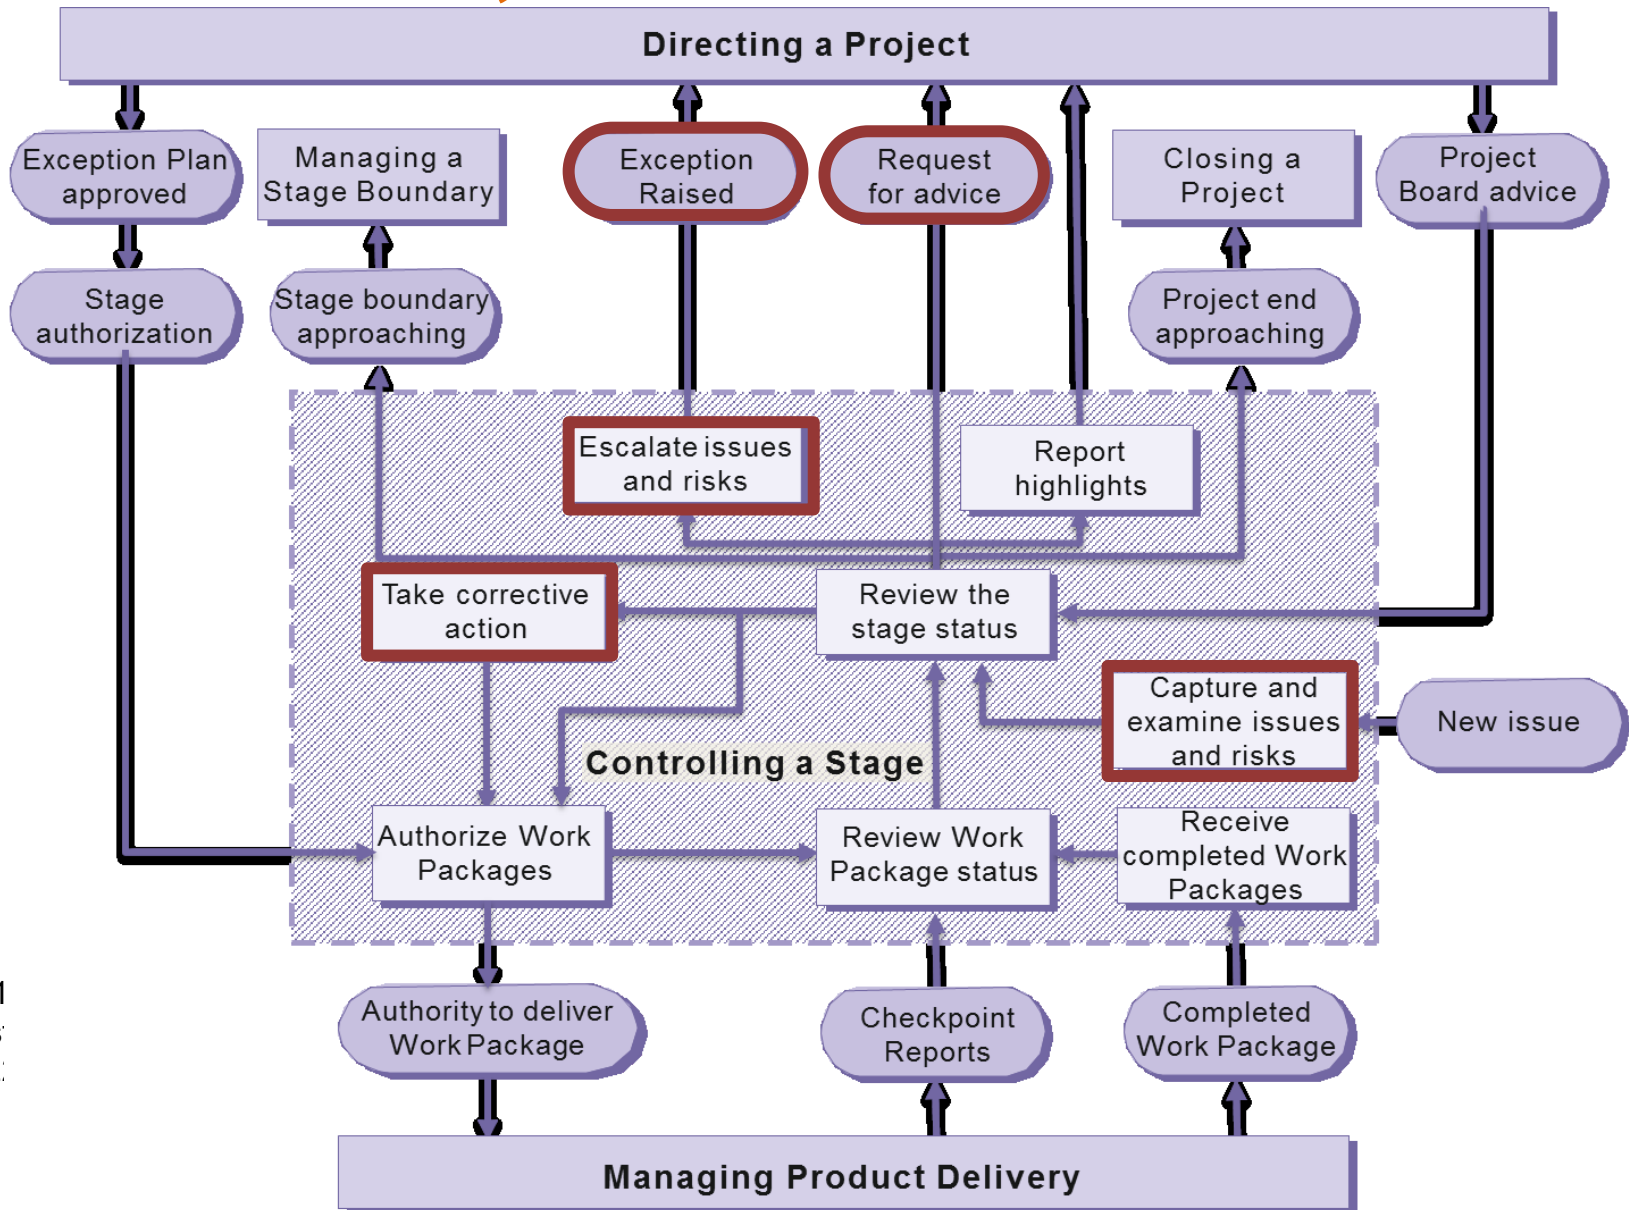 Directing a Project
Exception Plan
approved
Managing a
Stage Boundary
Exception
Raised
Request
for advice
Closing a
Project
Project
Board advice
Stage
authorization
Stage boundary
approaching
Project end
approaching
Escalate issues
and risks
Report
highlights
Take corrective
action
Review the
stage status
Capture and
examine issues
and risks
New issue
Controlling a Stage
Authorize Work
Packages
Review Work
Package status
Receive
completed Work
Packages
Authority to deliver
Work Package
Checkpoint
Reports
Completed
Work Package
Managing Product Delivery